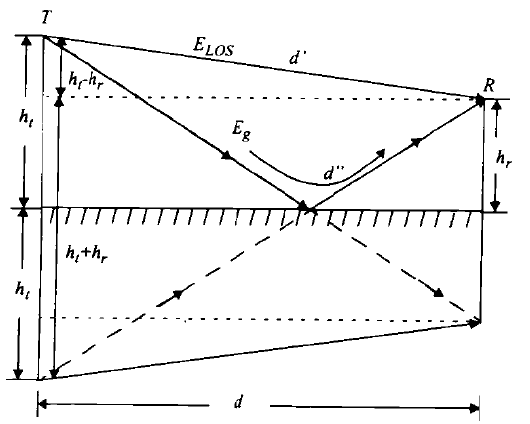 T
E_LOS
d'
h_t-h_r
R
h_t
E_g
d"
h_r
h_t+h_r
h_t
d